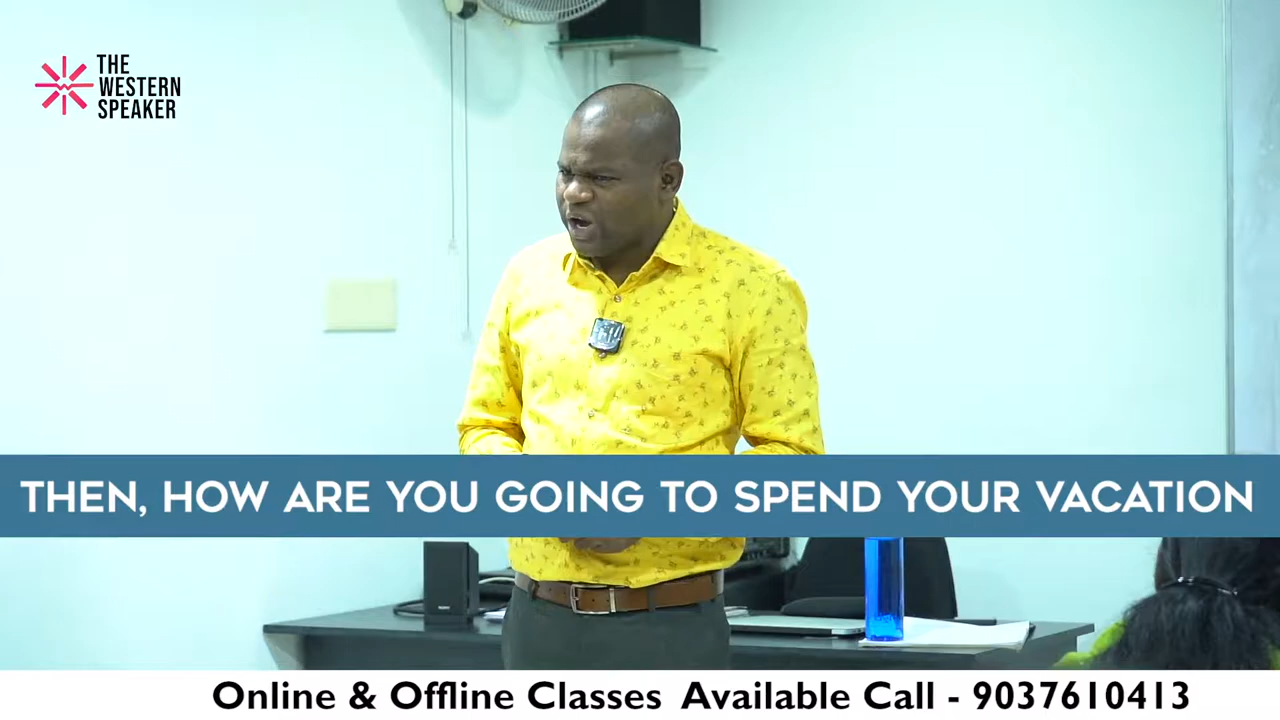 THE
WESTERN
SPEAKER
THEN, HOW ARE YOU GOING TO SPEND YOUR VACATION
Online & Offline Classes Available Call - 9037610413